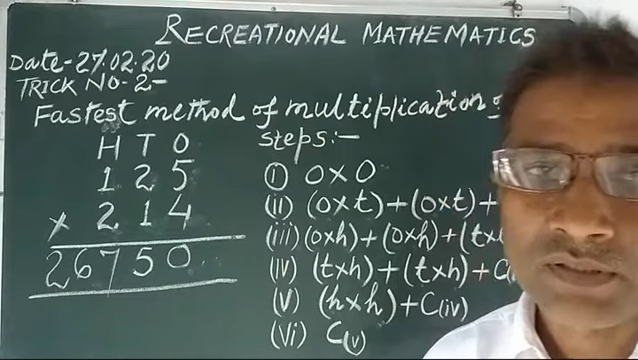 RECREATIONAL MATHEMATICS
Date-27.02.20
TRICK NO-2-
Fastest method of multiplication
H T O
1 2 5
× 2 1 4
26750
steps:-
(i) O×O
(ii) (o×t)+(o×t)+
(iii) (o×h)+(o×h)+(t×
(iv) (t×h)+(t×h)+C
(v) (h×h)+C(iv)
(vi) C(v)